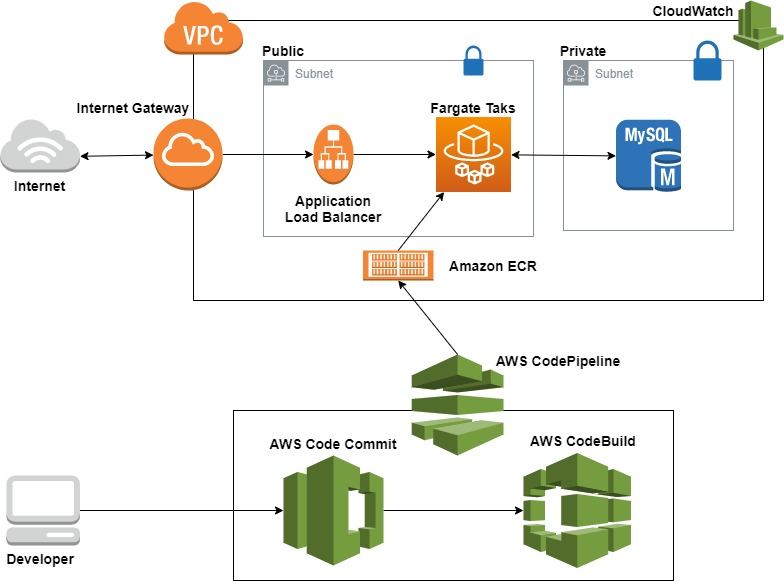 CloudWatch
VPC
Public
Private
Subnet
Subnet
Internet Gateway
Fargate Taks
MySQL
M
Internet
Application
Load Balancer
Amazon ECR
AWS CodePipeline
AWS Code Commit
AWS CodeBuild
Developer